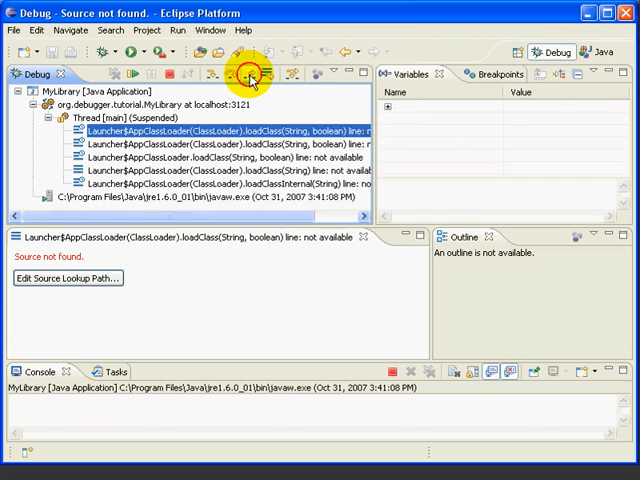 Debug - Source not found. - Eclipse Platform
File Edit Navigate Search Project Run Window Help
Debug Java
Debug
Variables Breakpoints
MyLibrary [Java Application]
org.debugger.tutorial.MyLibrary at localhost:3121
Thread [main] (Suspended)
Launcher$AppClassLoader(ClassLoader).loadClass(String, boolean) line: n
Launcher$AppClassLoader(ClassLoader).loadClass(String, boolean) line: n
Launcher$AppClassLoader.loadClass(String, boolean) line: not available
Launcher$AppClassLoader(ClassLoader).loadClass(String) line: not availa
Launcher$AppClassLoader(ClassLoader).loadClassInternal(String) line: no
C:\Program Files\Java\jre1.6.0_01\bin\javaw.exe (Oct 31, 2007 3:41:08 PM)
Name Value
Launcher$AppClassLoader(ClassLoader).loadClass(String, boolean) line: not available
Source not found.
Edit Source Lookup Path...
Outline
An outline is not available.
Console Tasks
MyLibrary [Java Application] C:\Program Files\Java\jre1.6.0_01\bin\javaw.exe (Oct 31, 2007 3:41:08 PM)